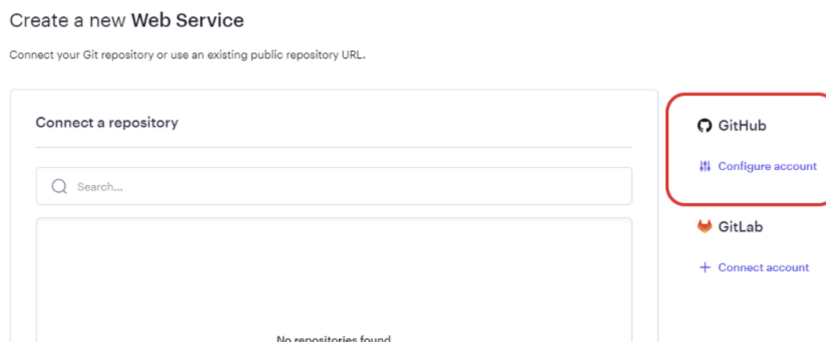 Create a new Web Service
Connect your Git repository or use an existing public repository URL.
Connect a repository
Search...
No repositories found
GitHub
Configure account
GitLab
Connect account